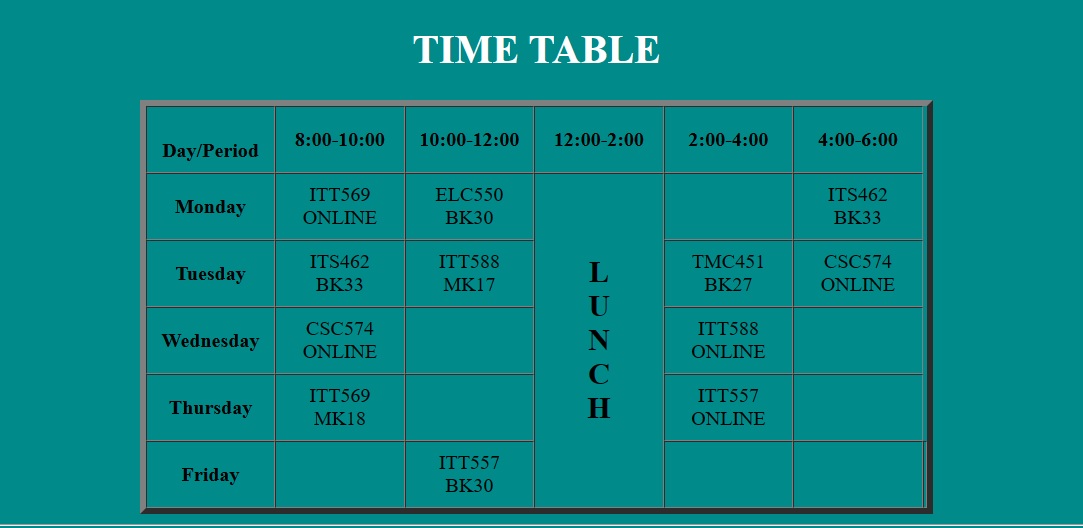 TIME TABLE
Day/Period 8:00-10:00 10:00-12:00 12:00-2:00 2:00-4:00 4:00-6:00
Monday ITT569 ONLINE ELC550 BK30 ITS462 BK33
Tuesday ITS462 BK33 ITT588 MK17 TMC451 BK27 CSC574 ONLINE
Wednesday CSC574 ONLINE ITT588 ONLINE
Thursday ITT569 MK18 ITT557 ONLINE
Friday ITT557 BK30
L
U
N
C
H